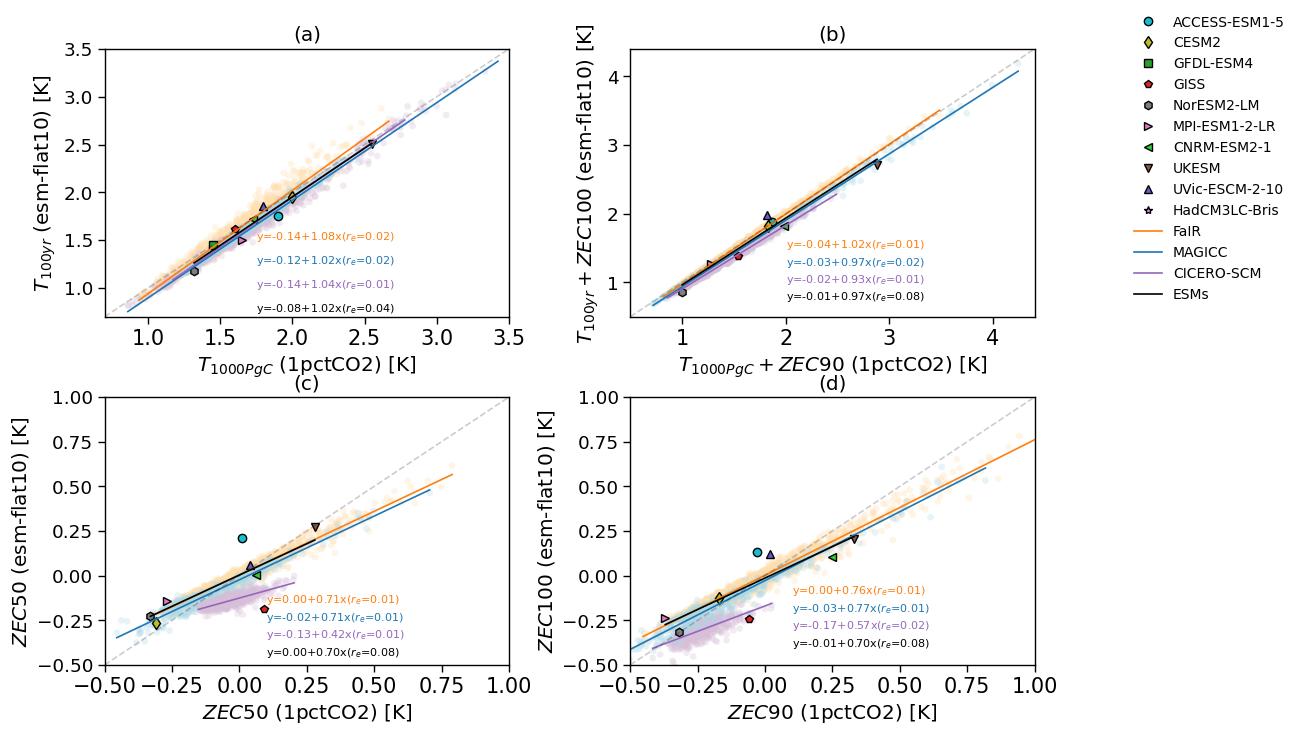 (a)
3.5
3.0
2.5
2.0
1.5
1.0
T100yr (esm-flat10) [K]
y=-0.14+1.08x(re=0.02)
y=-0.12+1.02x(re=0.02)
y=-0.14+1.04x(re=0.01)
y=-0.08+1.02x(re=0.04)
1.0 1.5 2.0 2.5 3.0 3.5
T1000PgC (1pctCO2) [K]
(b)
4
3
2
1
T100yr + ZEC100 (esm-flat10) [K]
y=-0.04+1.02x(re=0.01)
y=-0.03+0.97x(re=0.02)
y=-0.02+0.93x(re=0.01)
y=-0.01+0.97x(re=0.08)
1 2 3 4
T1000PgC + ZEC90 (1pctCO2) [K]
ACCESS-ESM1-5
CESM2
GFDL-ESM4
GISS
NorESM2-LM
MPI-ESM1-2-LR
CNRM-ESM2-1
UKESM
UVic-ESCM-2-10
HadCM3LC-Bris
FaIR
MAGICC
CICERO-SCM
ESMs
(c)
1.00
0.75
0.50
0.25
0.00
−0.25
−0.50
ZEC50 (esm-flat10) [K]
y=0.00+0.71x(re=0.01)
y=-0.02+0.71x(re=0.01)
y=-0.13+0.42x(re=0.01)
y=0.00+0.70x(re=0.08)
−0.50 −0.25 0.00 0.25 0.50 0.75 1.00
ZEC50 (1pctCO2) [K]
(d)
1.00
0.75
0.50
0.25
0.00
−0.25
−0.50
ZEC100 (esm-flat10) [K]
y=0.00+0.76x(re=0.01)
y=-0.03+0.77x(re=0.01)
y=-0.17+0.57x(re=0.02)
y=-0.01+0.70x(re=0.08)
−0.50 −0.25 0.00 0.25 0.50 0.75 1.00
ZEC90 (1pctCO2) [K]